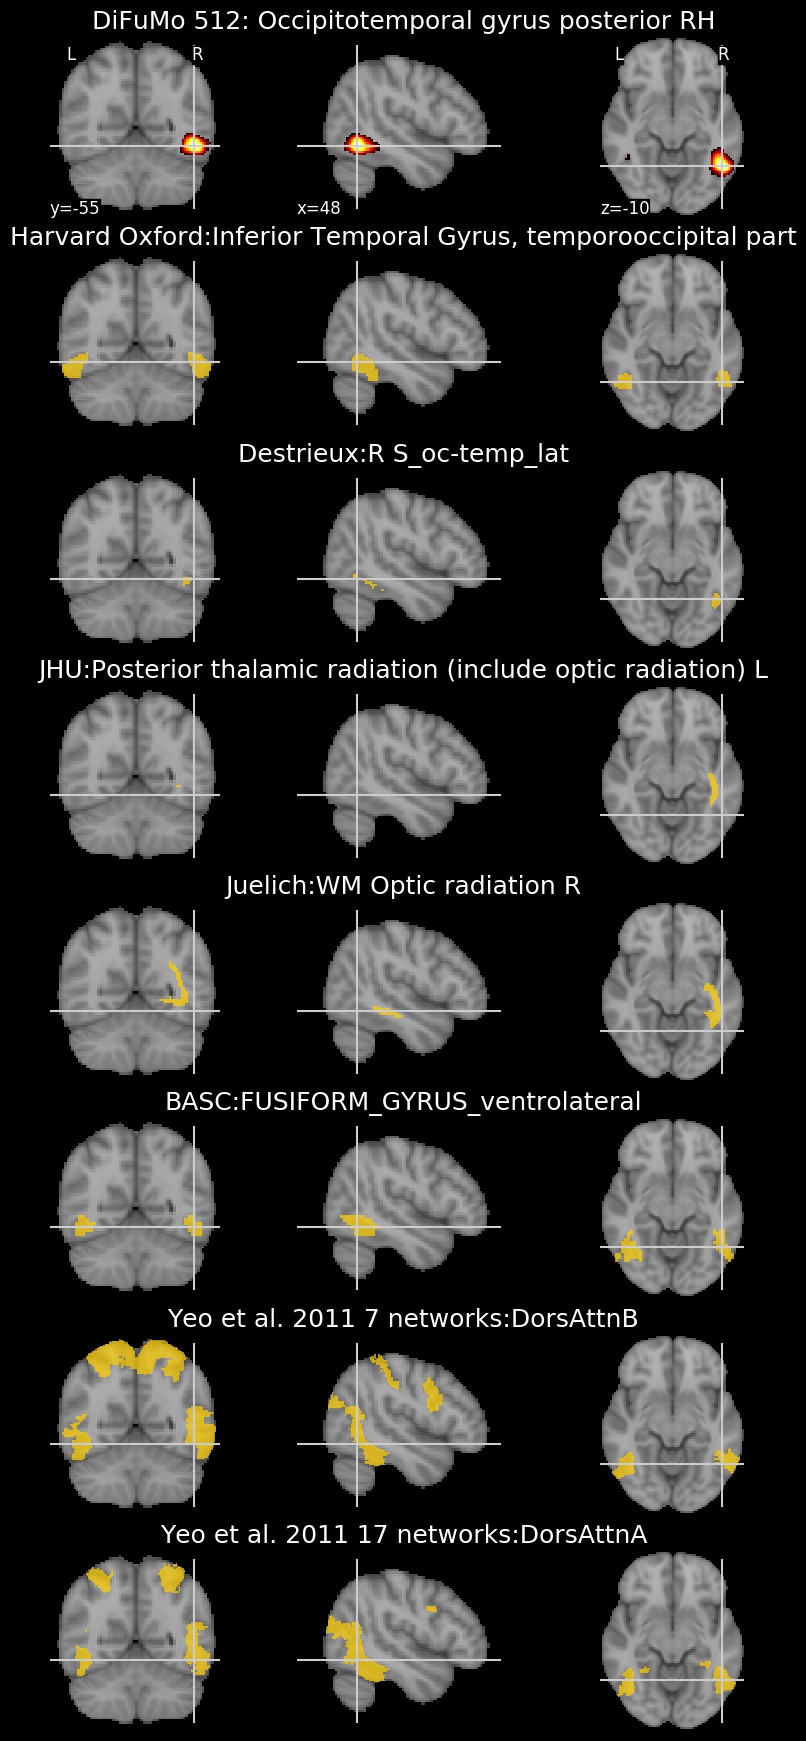 DiFuMo 512: Occipitotemporal gyrus posterior RH
L R L R
y=-55 x=48 z=-10
Harvard Oxford:Inferior Temporal Gyrus, temporooccipital part
Destrieux:R S_oc-temp_lat
JHU:Posterior thalamic radiation (include optic radiation) L
Juelich:WM Optic radiation R
BASC:FUSIFORM_GYRUS_ventrolateral
Yeo et al. 2011 7 networks:DorsAttnB
Yeo et al. 2011 17 networks:DorsAttnA